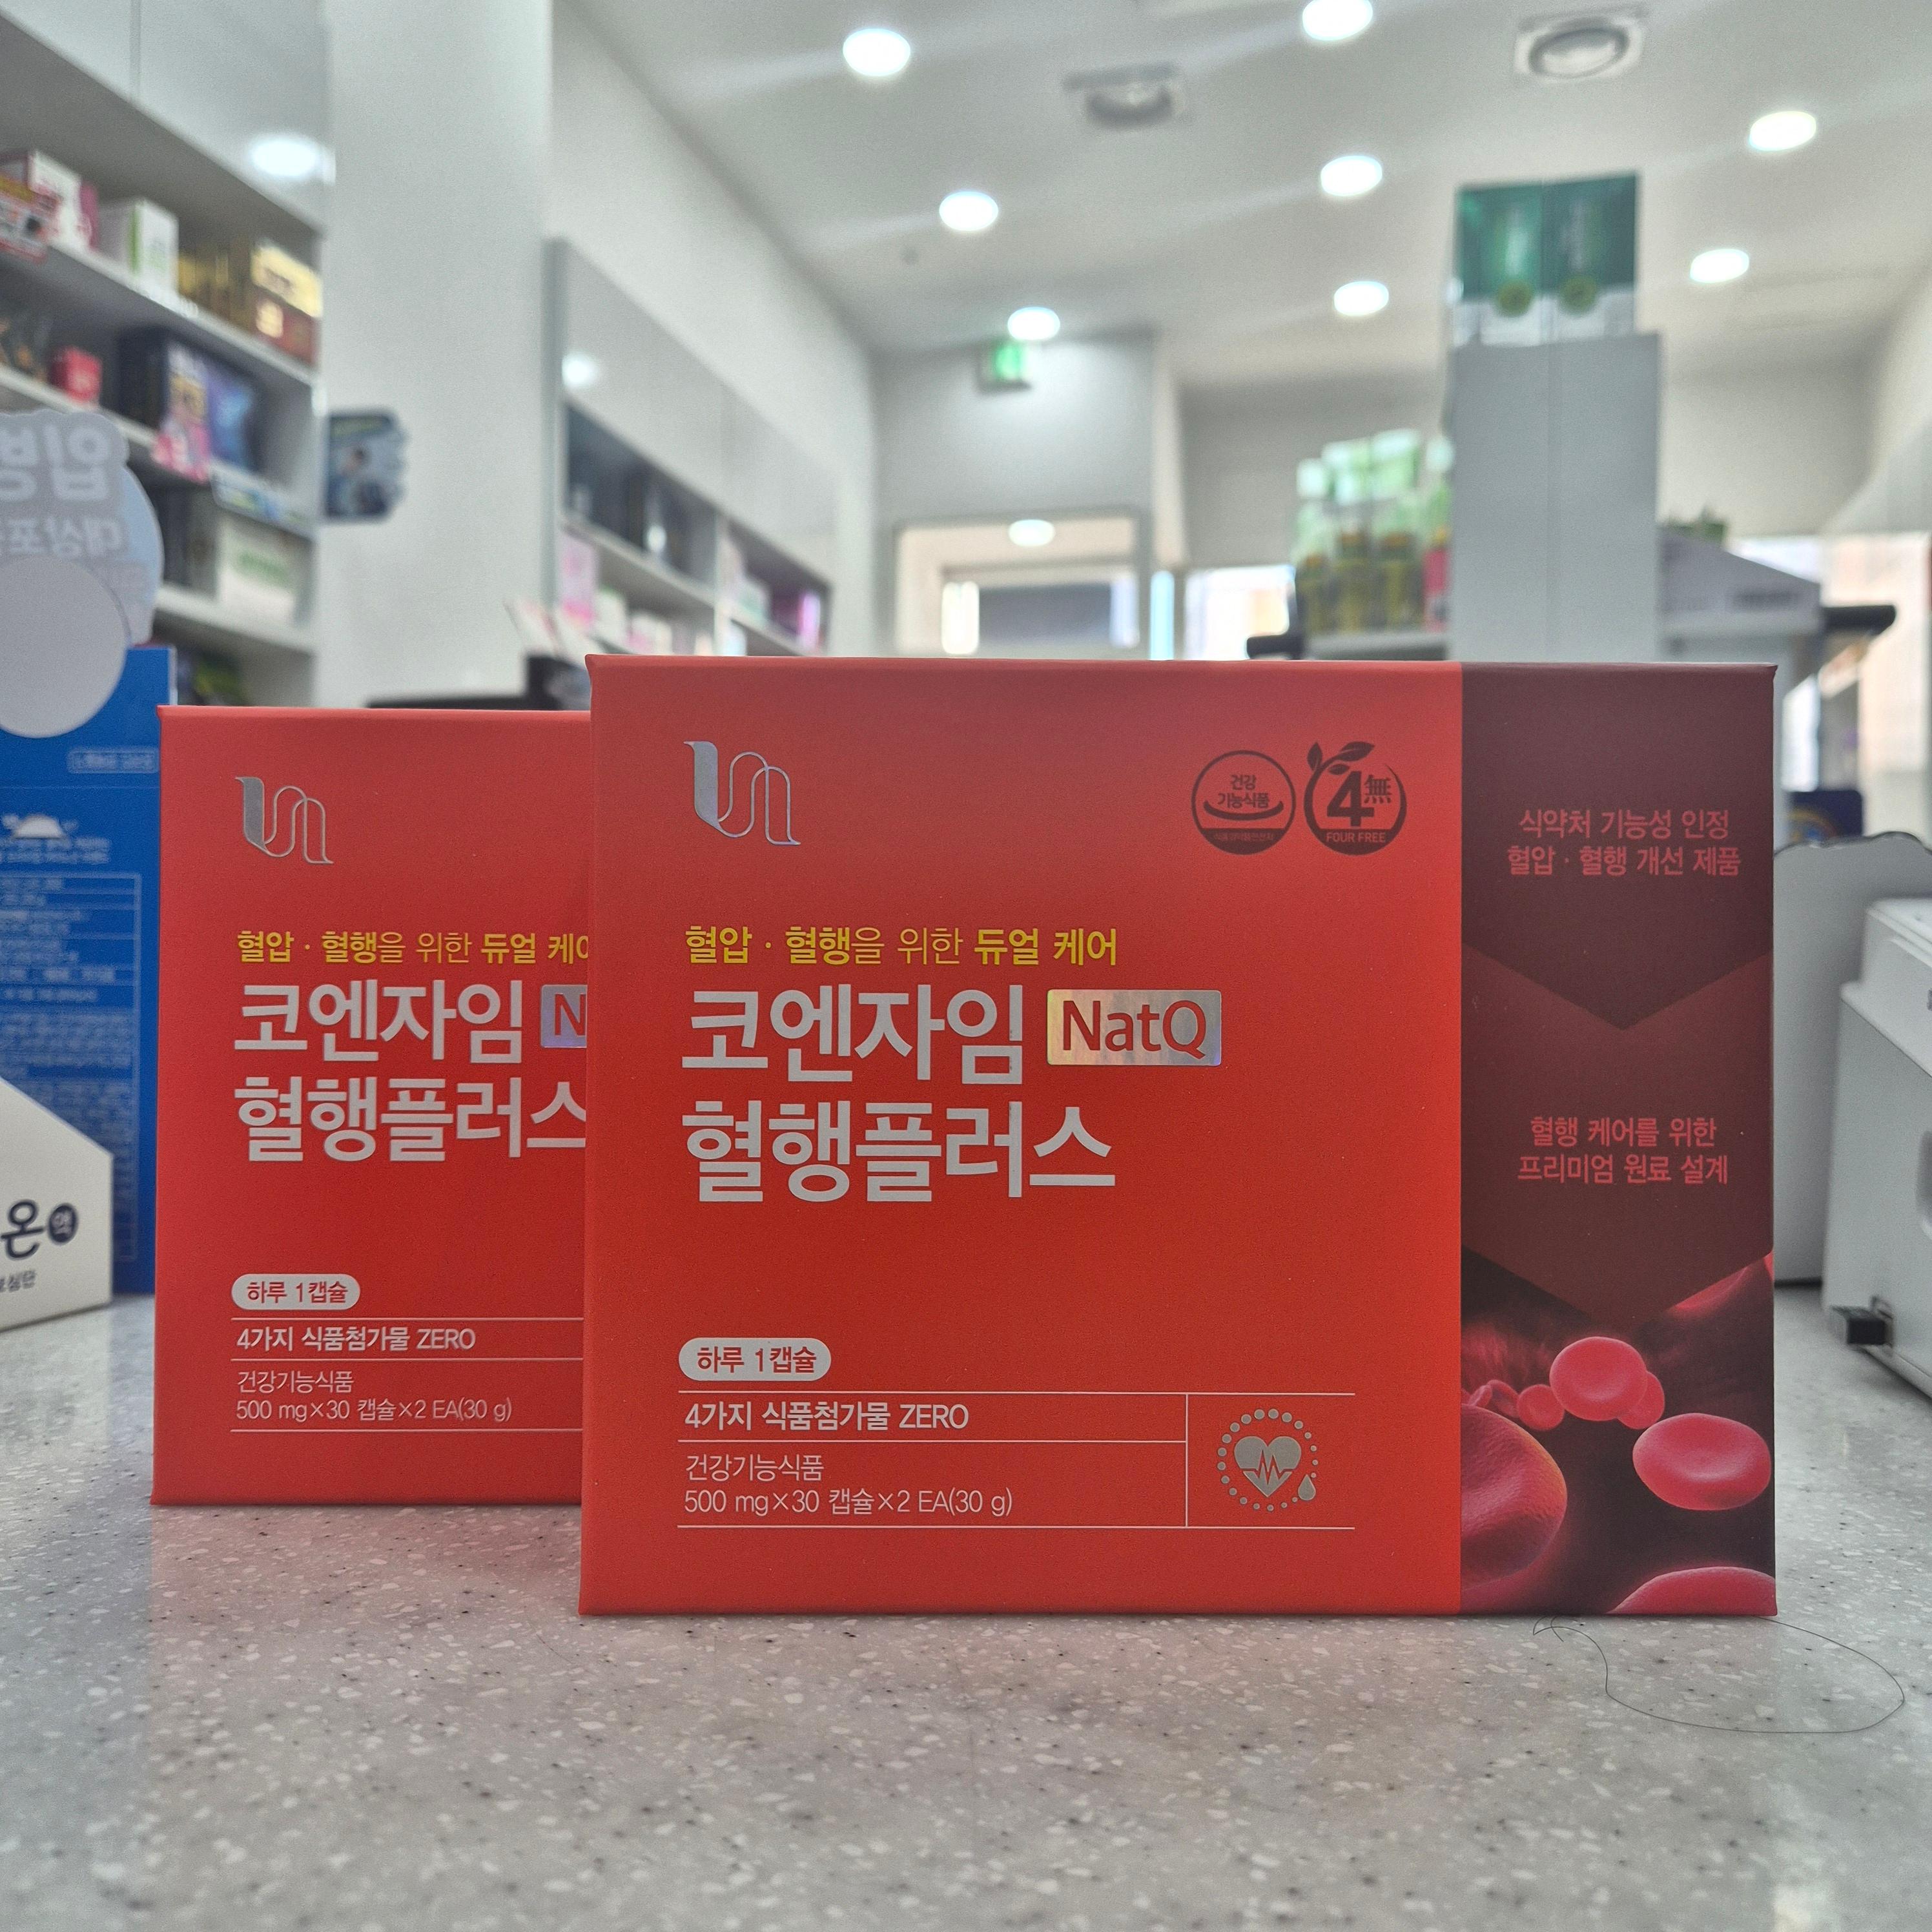 혈압 · 혈행을 위한 듀얼 케어
코엔자임
혈행플러스
하루 1캡슐
4가지 식품첨가물 ZERO
건강기능식품
500 mg×30 캡슐×2 EA(30 g)
건강
기능식품
4無
FOUR FREE
혈압 · 혈행을 위한 듀얼 케어
코엔자임 NatQ
혈행플러스
하루 1캡슐
4가지 식품첨가물 ZERO
건강기능식품
500 mg×30 캡슐×2 EA(30 g)
식약처 기능성 인정
혈압 · 혈행 개선 제품
혈행 케어를 위한
프리미엄 원료 설계